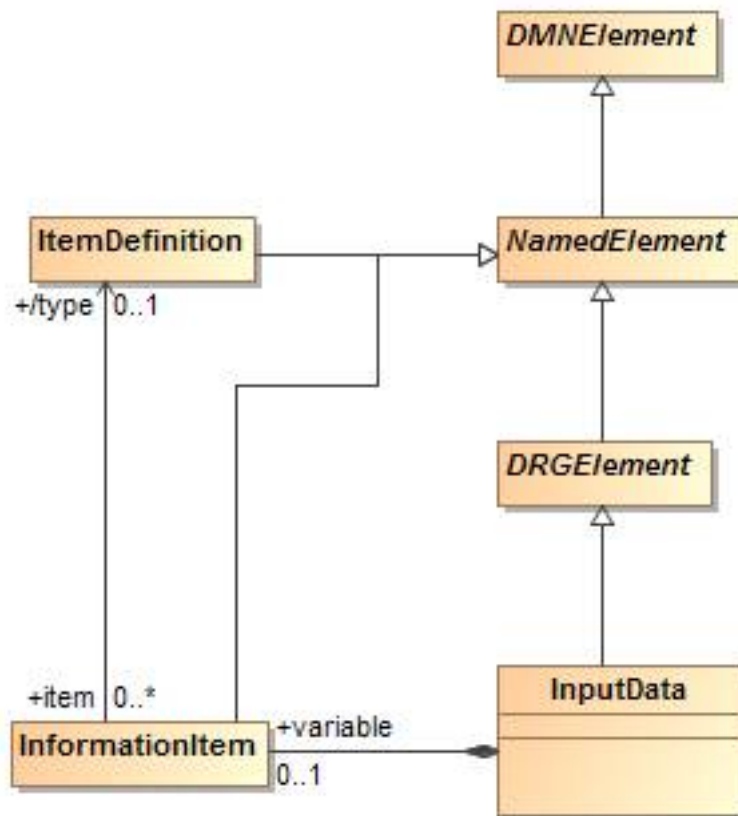 DMNElement
ItemDefinition
NamedElement
+/type 0..1
DRGElement
InputData
+item 0..*
+variable
InformationItem
0..1